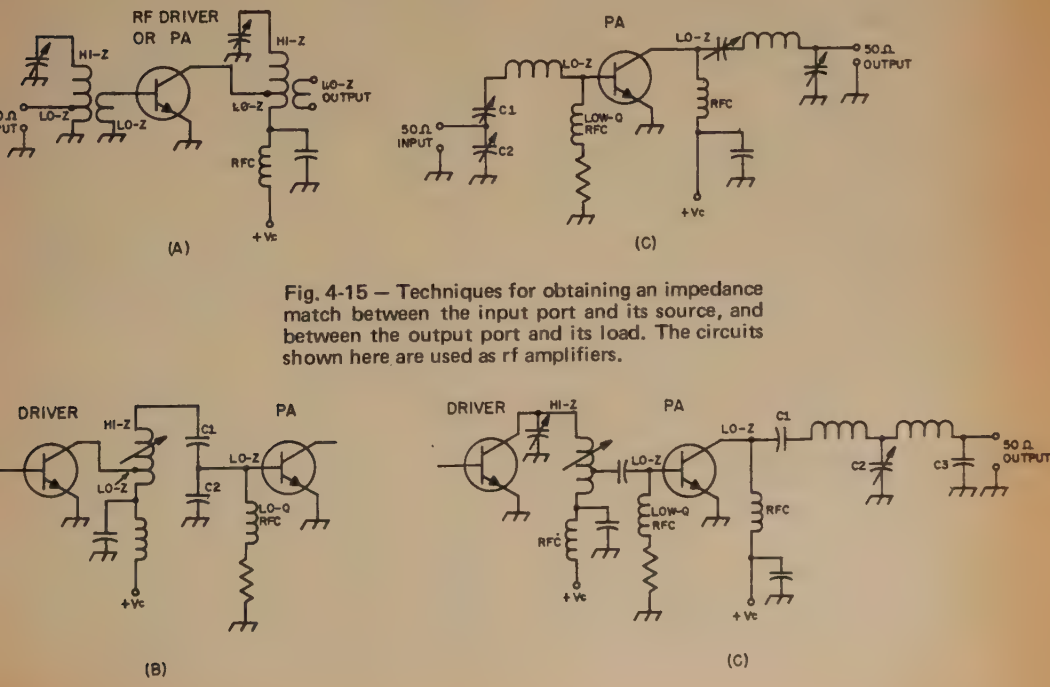 RF DRIVER
OR PA
HI-Z
HI-Z
LO-Z
LO-Z
LO-Z
LO-Z
OUTPUT
RFC
+Vc
(A)
PA
LO-Z
LO-Z
50Ω
OUTPUT
C1
50Ω
INPUT
C2
LOW-Q
RFC
RFC
+Vc
(C)
Fig. 4-15 — Techniques for obtaining an impedance
match between the input port and its source, and
between the output port and its load. The circuits
shown here are used as rf amplifiers.
DRIVER
PA
HI-Z
C1
LO-Z
LO-Z
C2
LO-Q
RFC
+Vc
(B)
DRIVER
HI-Z
PA
LO-Z
C1
LO-Z
50 Ω
OUTPUT
C2
C3
LOW-Q
RFC
RFC
RFC
+Vc
+Vc
(C)